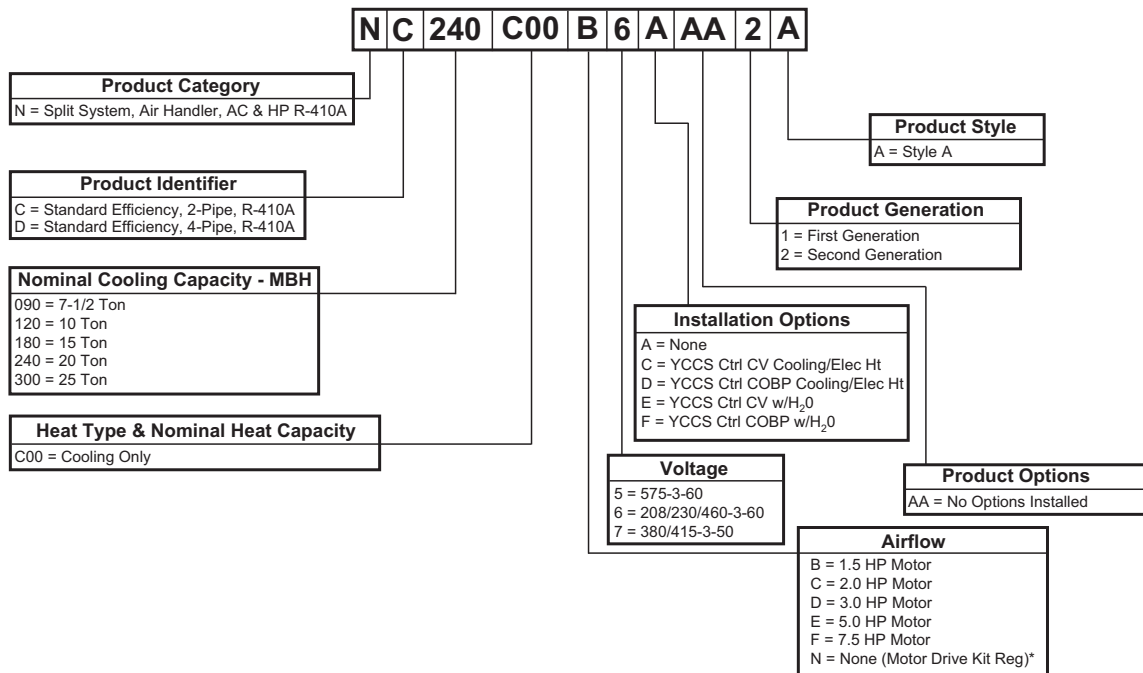 N C 240 C00 B 6 A AA 2 A
Product Category
N = Split System, Air Handler, AC & HP R-410A
Product Identifier
C = Standard Efficiency, 2-Pipe, R-410A
D = Standard Efficiency, 4-Pipe, R-410A
Nominal Cooling Capacity - MBH
090 = 7-1/2 Ton
120 = 10 Ton
180 = 15 Ton
240 = 20 Ton
300 = 25 Ton
Heat Type & Nominal Heat Capacity
C00 = Cooling Only
Product Style
A = Style A
Product Generation
1 = First Generation
2 = Second Generation
Installation Options
A = None
C = YCCS Ctrl CV Cooling/Elec Ht
D = YCCS Ctrl COBP Cooling/Elec Ht
E = YCCS Ctrl CV w/H₂0
F = YCCS Ctrl COBP w/H₂0
Voltage
5 = 575-3-60
6 = 208/230/460-3-60
7 = 380/415-3-50
Product Options
AA = No Options Installed
Airflow
B = 1.5 HP Motor
C = 2.0 HP Motor
D = 3.0 HP Motor
E = 5.0 HP Motor
F = 7.5 HP Motor
N = None (Motor Drive Kit Reg)*